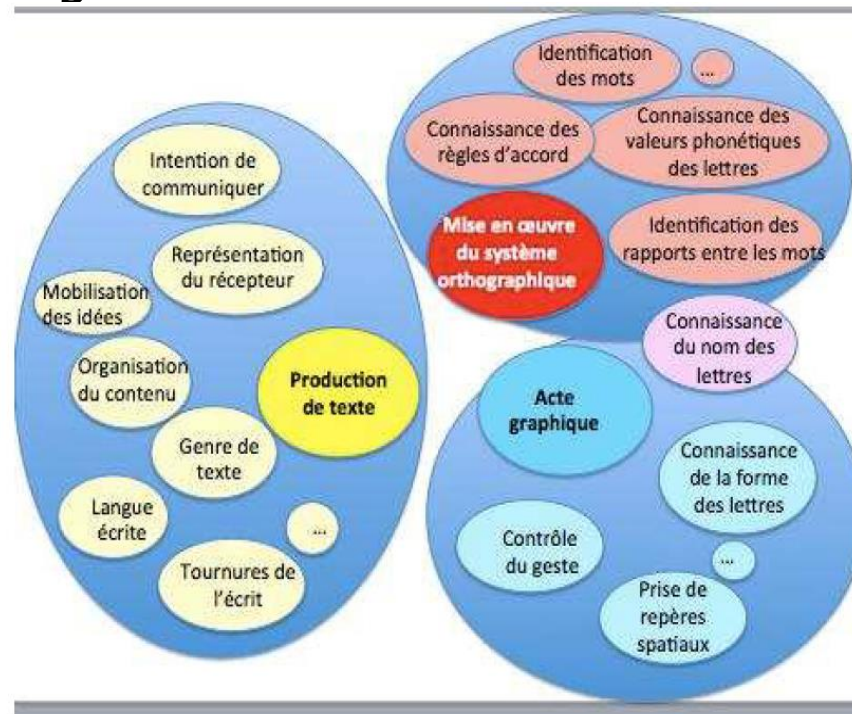 Intention de
communiquer
Représentation
du récepteur
Mobilisation
des idées
Organisation
du contenu
Production
de texte
Genre de
texte
Langue
écrite
...
Tournures de
l'écrit
Identification
des mots
...
Connaissance des
règles d'accord
Connaissance des
valeurs phonétiques
des lettres
Mise en œuvre
du système
orthographique
Identification des
rapports entre les mots
Connaissance
du nom des
lettres
Acte
graphique
Connaissance
de la forme
des lettres
Contrôle
du geste
...
Prise de
repères
spatiaux